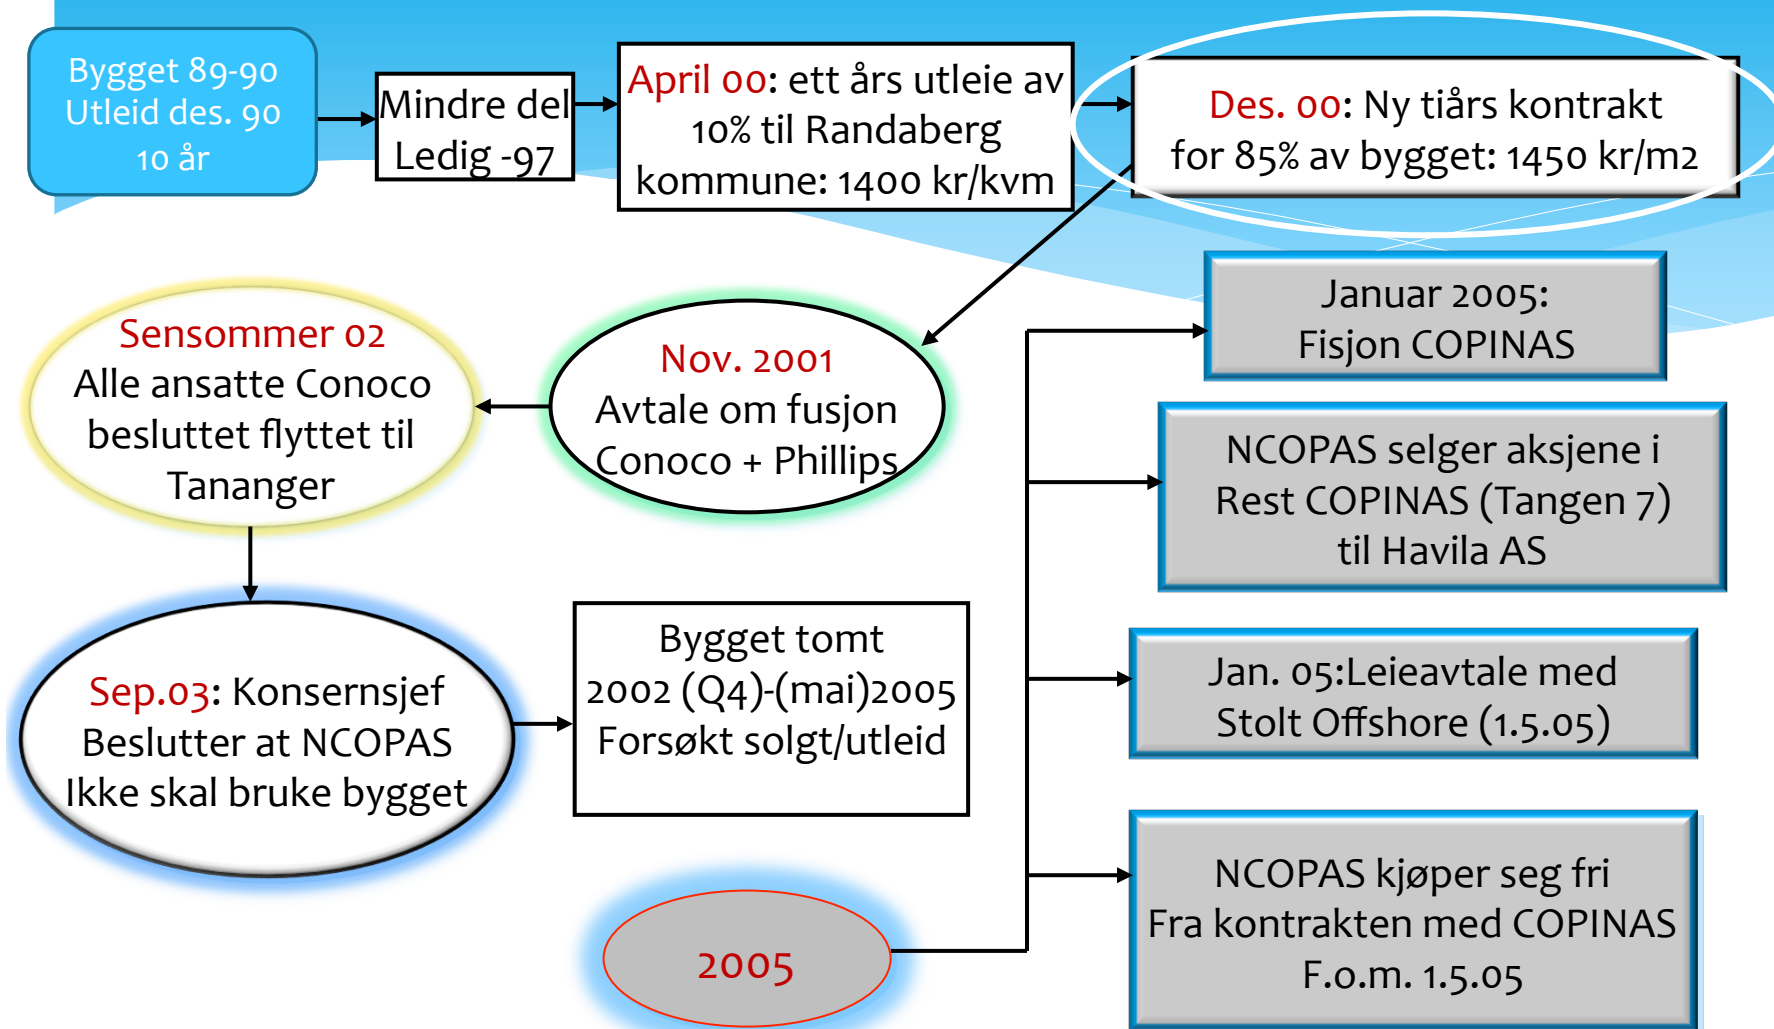 Bygget 89-90
Utleid des. 90
10 år
Mindre del
Ledig -97
April 00: ett års utleie av
10% til Randaberg
kommune: 1400 kr/kvm
Des. 00: Ny tiårs kontrakt
for 85% av bygget: 1450 kr/m2
Nov. 2001
Avtale om fusjon
Conoco + Phillips
Sensommer 02
Alle ansatte Conoco
besluttet flyttet til
Tananger
Sep.03: Konsernsjef
Beslutter at NCOPAS
Ikke skal bruke bygget
Bygget tomt
2002 (Q4)-(mai)2005
Forsøkt solgt/utleid
2005
Januar 2005:
Fisjon COPINAS
NCOPAS selger aksjene i
Rest COPINAS (Tangen 7)
til Havila AS
Jan. 05:Leieavtale med
Stolt Offshore (1.5.05)
NCOPAS kjøper seg fri
Fra kontrakten med COPINAS
F.o.m. 1.5.05